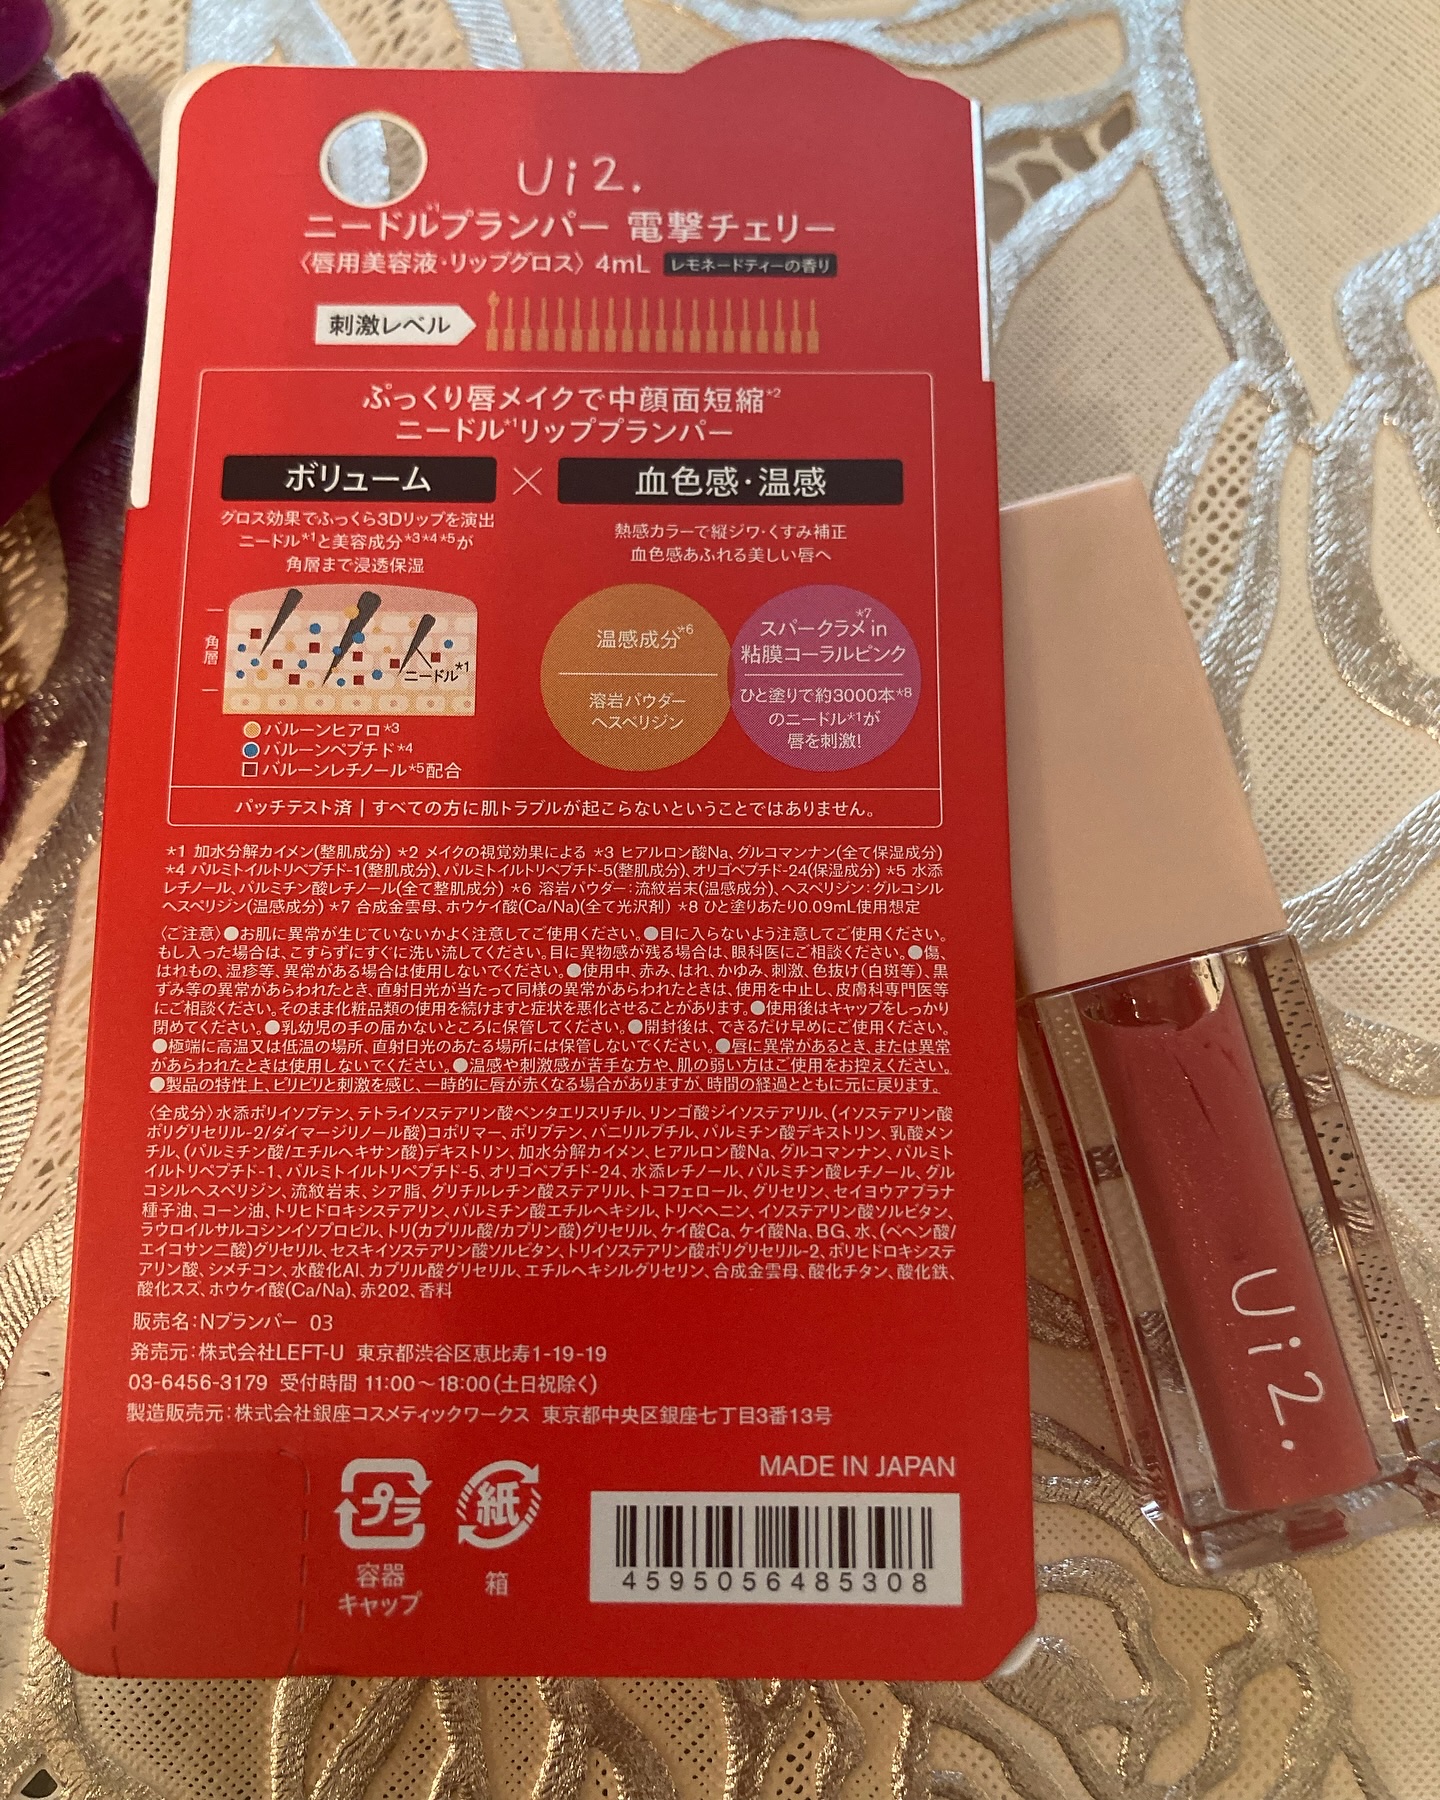 Ui2.
ニードル*1プランパー 電撃チェリー
〈唇用美容液・リップグロス〉 4mL レモネードティーの香り
刺激レベル
ぷっくり唇メイクで中顔面短縮*2
ニードル*1リッププランパー
ボリューム × 血色感・温感
グロス効果でふっくら3Dリップを演出
ニードル*1と美容成分*3*4*5が
角層まで浸透保湿
熱感カラーで縦ジワ・くすみ補正
血色感あふれる美しい唇へ
角層
ニードル*1
バルーンヒアロ*3
バルーンペプチド*4
バルーンレチノール*5配合
温感成分*6
溶岩パウダー
ヘスペリジン
スパークラメ*7in
粘膜コーラルピンク
ひと塗りで約3000本*8
のニードル*1が
唇を刺激!
パッチテスト済 | すべての方に肌トラブルが起こらないということではありません。
*1 加水分解カイメン(整肌成分) *2 メイクの視覚効果による *3 ヒアルロン酸Na、グルコマンナン(全て保湿成分)
*4 パルミトイルトリペプチド-1(整肌成分)、パルミトイルトリペプチド-5(整肌成分)、オリゴペプチド-24(保湿成分) *5 水添
レチノール、パルミチン酸レチノール(全て整肌成分) *6 溶岩パウダー:流紋岩末(温感成分)、ヘスペリジン:グルコシル
ヘスペリジン(温感成分) *7 合成金雲母、ホウケイ酸(Ca/Na)(全て光沢剤) *8 ひと塗りあたり0.09mL使用想定
〈ご注意〉●お肌に異常が生じていないかよく注意してご使用ください。●目に入らないよう注意してご使用ください。
もし入った場合は、こすらずにすぐに洗い流してください。目に異物感が残る場合は、眼科医にご相談ください。●傷、
はれもの、湿疹等、異常がある場合は使用しないでください。●使用中、赤み、はれ、かゆみ、刺激、色抜け(白斑等)、黒
ずみ等の異常があらわれたとき、直射日光が当たって同様の異常があらわれたときは、使用を中止し、皮膚科専門医等
にご相談ください。そのまま化粧品類の使用を続けますと症状を悪化させることがあります。●使用後はキャップをしっかり
閉めてください。●乳幼児の手の届かないところに保管してください。●開封後は、できるだけ早めにご使用ください。
●極端に高温又は低温の場所、直射日光のあたる場所には保管しないでください。●唇に異常があるとき、または異常
があらわれたときは使用しないでください。●温感や刺激感が苦手な方や、肌の弱い方はご使用をお控えください。
●製品の特性上、ピリピリと刺激を感じ、一時的に唇が赤くなる場合がありますが、時間の経過とともに元に戻ります。
〈全成分〉水添ポリイソブテン、テトライソステアリン酸ペンタエリスリチル、リンゴ酸ジイソステアリル、(イソステアリン酸
ポリグリセリル-2/ダイマージリノール酸)コポリマー、ポリブテン、バニリルブチル、パルミチン酸デキストリン、乳酸メン
チル、(パルミチン酸/エチルヘキサン酸)デキストリン、加水分解カイメン、ヒアルロン酸Na、グルコマンナン、パルミト
イルトリペプチド-1、パルミトイルトリペプチド-5、オリゴペプチド-24、水添レチノール、パルミチン酸レチノール、グル
コシルヘスペリジン、流紋岩末、シア脂、グリチルレチン酸ステアリル、トコフェロール、グリセリン、セイヨウアブラナ
種子油、コーン油、トリヒドロキシステアリン、パルミチン酸エチルヘキシル、トリベヘニン、イソステアリン酸ソルビタン、
ラウロイルサルコシンイソプロピル、トリ(カプリル酸/カプリン酸)グリセリル、ケイ酸Ca、ケイ酸Na、BG、水、(ベヘン酸/
エイコサン二酸)グリセリル、セスキイソステアリン酸ソルビタン、トリイソステアリン酸ポリグリセリル-2、ポリヒドロキシステ
アリン酸、シメチコン、水酸化Al、カプリル酸グリセリル、エチルヘキシルグリセリン、合成金雲母、酸化チタン、酸化鉄、
酸化スズ、ホウケイ酸(Ca/Na)、赤202、香料
販売名:Nプランパー 03
発売元:株式会社LEFT-U 東京都渋谷区恵比寿1-19-19
03-6456-3179 受付時間 11:00～18:00(土日祝除く)
製造販売元:株式会社銀座コスメティックワークス 東京都中央区銀座七丁目3番13号
MADE IN JAPAN
プラ
容器
キャップ
紙
箱
4595056485308
Ui2.